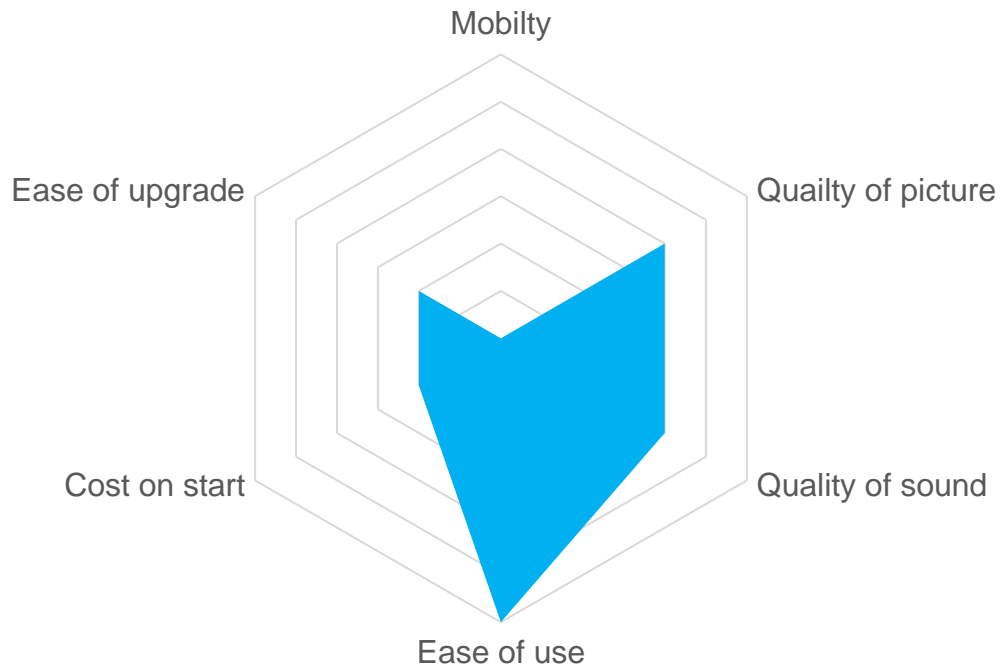 Mobilty
Ease of upgrade
Quailty of picture
Cost on start
Quality of sound
Ease of use